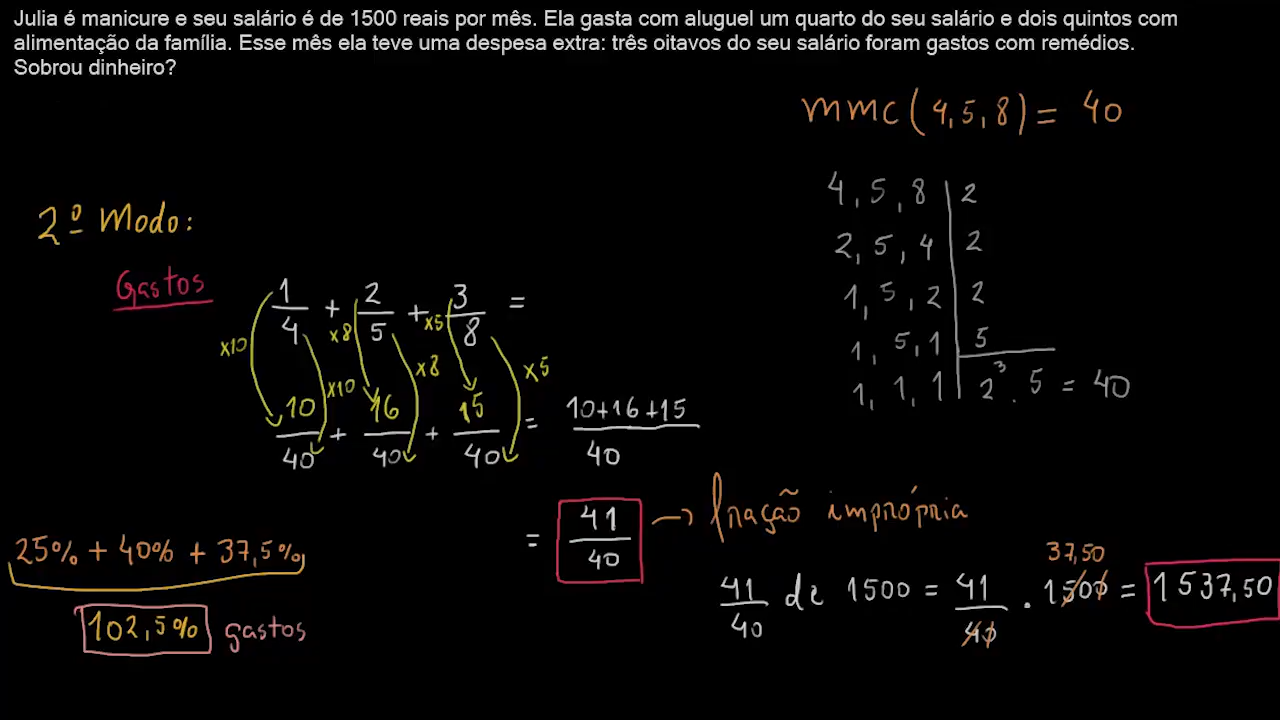 Julia é manicure e seu salário é de 1500 reais por mês. Ela gasta com aluguel um quarto do seu salário e dois quintos com
alimentação da família. Esse mês ela teve uma despesa extra: três oitavos do seu salário foram gastos com remédios.
Sobrou dinheiro?
mmc(4,5,8) = 40
4, 5, 8 | 2
2, 5, 4 | 2
1, 5, 2 | 2
1, 5, 1 | 5
1, 1, 1 | 2³ . 5 = 40
2º Modo:
Gastos
1/4 + 2/5 + 3/8 =
x10 x8 x5
x10 x8 x5
10/40 + 16/40 + 15/40 = 10+16+15/40
= 41/40 → fração imprópria
25% + 40% + 37,5%
102,5% gastos
37,50
41/40 de 1500 = 41/40 . 1500 = 1537,50